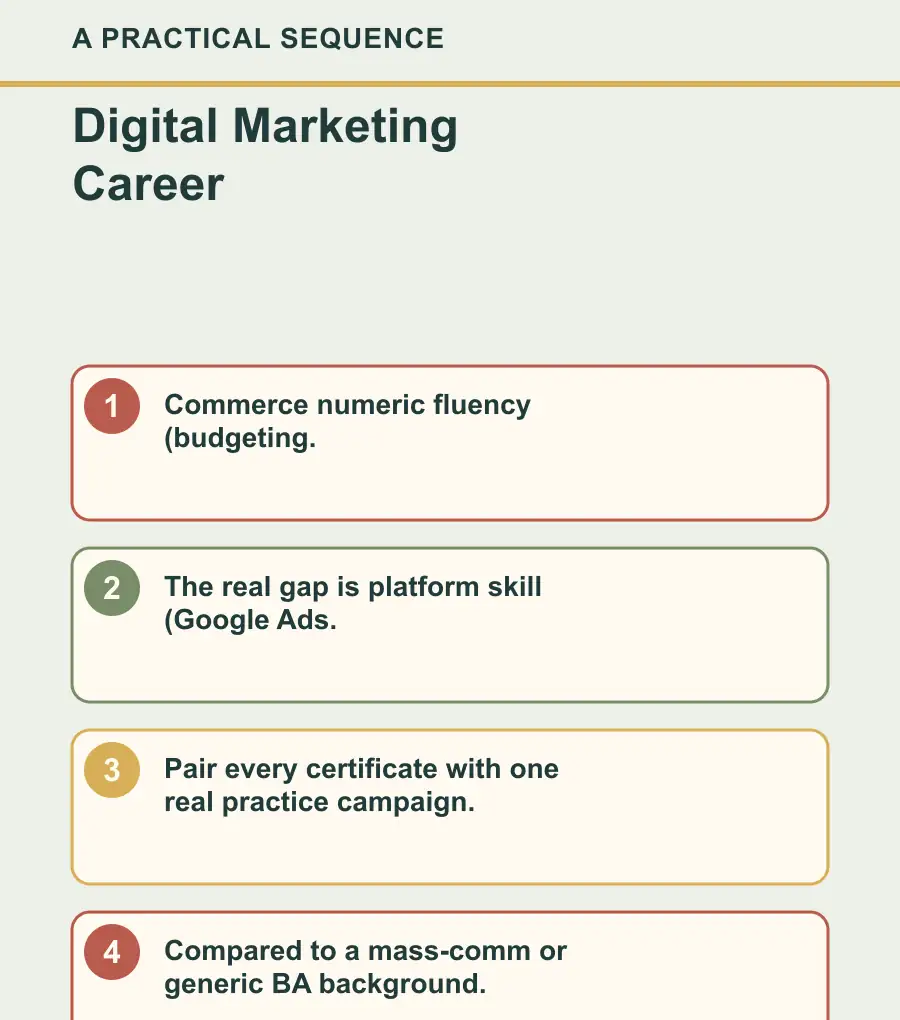 A PRACTICAL SEQUENCE
Digital Marketing
Career
1
Commerce numeric fluency
(budgeting.
2
The real gap is platform skill
(Google Ads.
3
Pair every certificate with one
real practice campaign.
4
Compared to a mass-comm or
generic BA background.